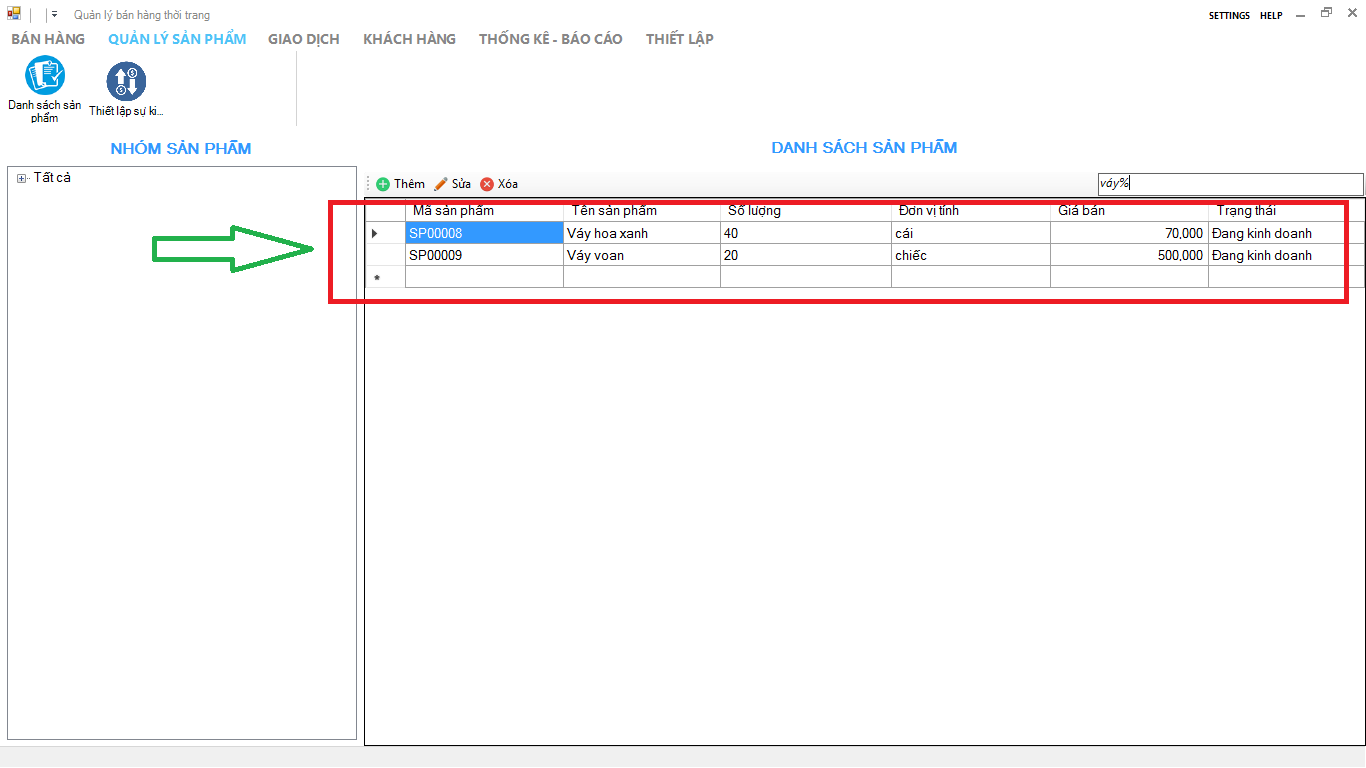 Quản lý bán hàng thời trang
SETTINGS HELP
BÁN HÀNG QUẢN LÝ SẢN PHẨM GIAO DỊCH KHÁCH HÀNG THỐNG KÊ - BÁO CÁO THIẾT LẬP
Danh sách sản
phẩm
Thiết lập sự ki...
NHÓM SẢN PHẨM
DANH SÁCH SẢN PHẨM
Tất cả
Thêm Sửa Xóa
váy%
Mã sản phẩm Tên sản phẩm Số lượng Đơn vị tính Giá bán Trạng thái
SP00008 Váy hoa xanh 40 cái 70,000 Đang kinh doanh
SP00009 Váy voan 20 chiếc 500,000 Đang kinh doanh